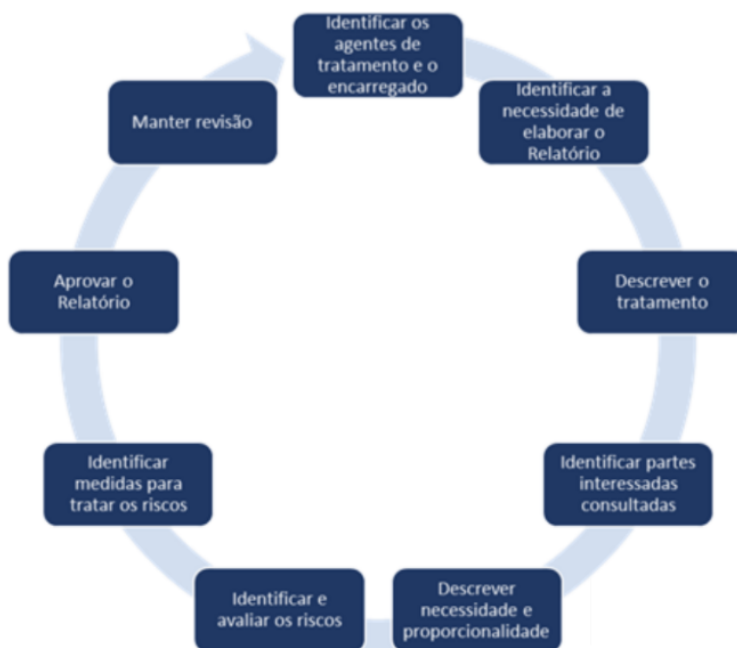 Identificar os
agentes de
tratamento e o
encarregado
Identificar a
necessidade de
elaborar o
Relatório
Descrever o
tratamento
Identificar partes
interessadas
consultadas
Descrever
necessidade e
proporcionalidade
Identificar e
avaliar os riscos
Identificar
medidas para
tratar os riscos
Aprovar o
Relatório
Manter revisão